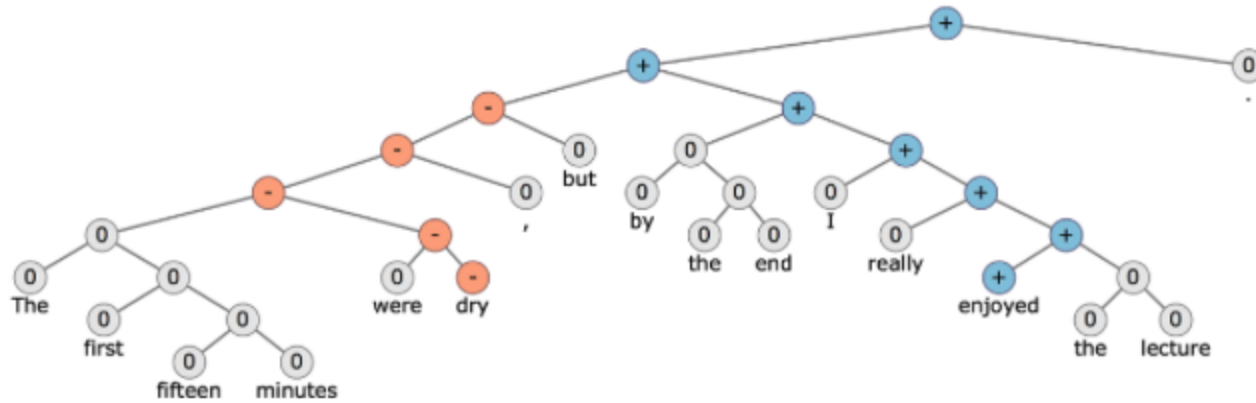 +
+ 0
- + .
- 0 but 0 +
- 0 , 0 by 0 0 I +
0 - 0 the 0 end 0 really +
0 The 0 0 were - dry + enjoyed 0
0 first 0 0 the 0 lecture
0 fifteen 0 minutes